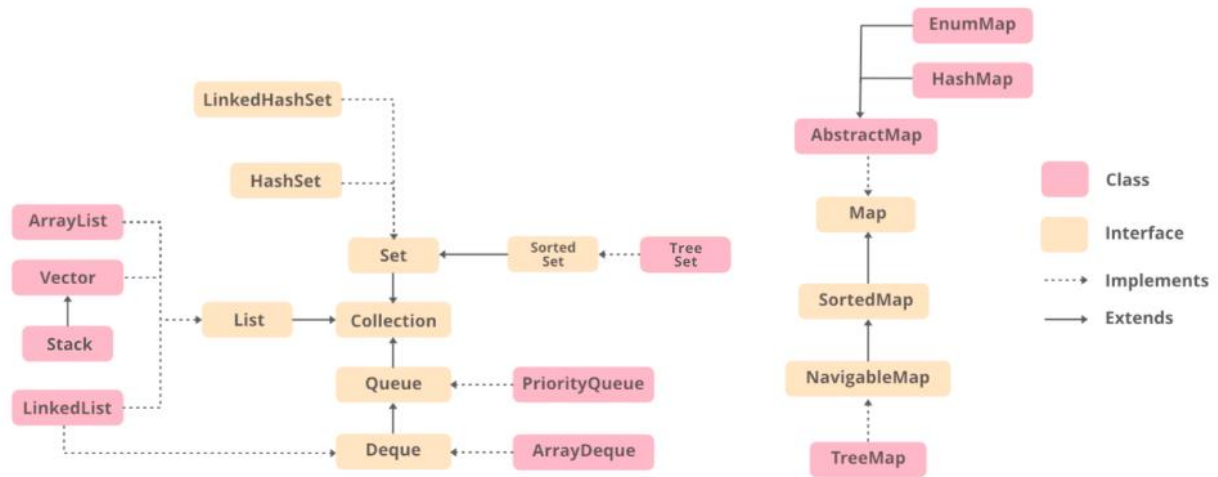 EnumMap
LinkedHashSet
HashMap
AbstractMap
HashSet
Class
ArrayList
Map
Interface
Set
Sorted
Set
Tree
Set
Vector
Implements
SortedMap
List
Collection
Extends
Stack
Queue
PriorityQueue
NavigableMap
LinkedList
Deque
ArrayDeque
TreeMap